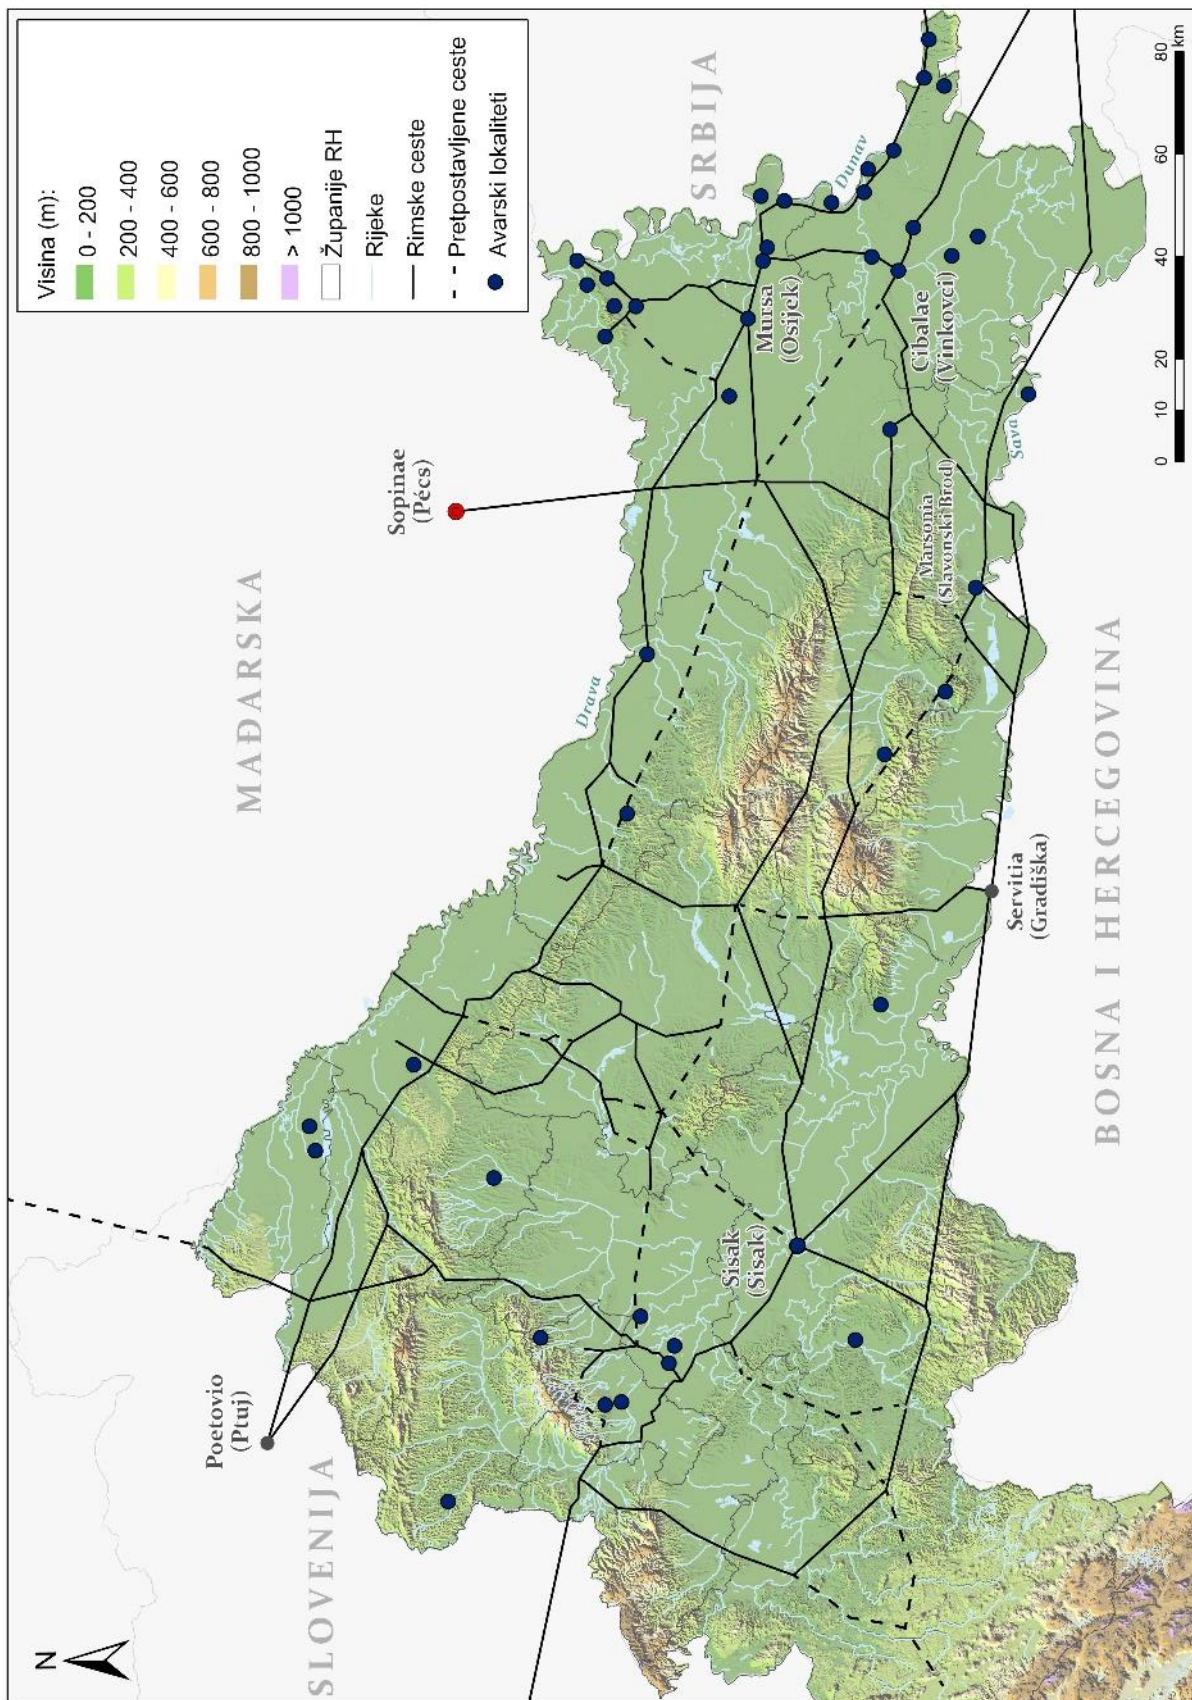 N
SLOVENIJA
MAĐARSKA
SRBIJA
BOSNA I HERCEGOVINA
Poetovio
(Ptuj)
Sopinae
(Pécs)
Drava
Dunav
Sava
Mursa
(Osijek)
Cibalae
(Vinkovci)
Marsonia
(Slavonski Brod)
Servitia
(Gradiška)
Sisak
(Sisak)
Visina (m):
0 - 200
200 - 400
400 - 600
600 - 800
800 - 1000
> 1000
Županije RH
Rijeke
Rimske ceste
Pretpostavljene ceste
Avarski lokaliteti
0 10 20 40 60 80
km